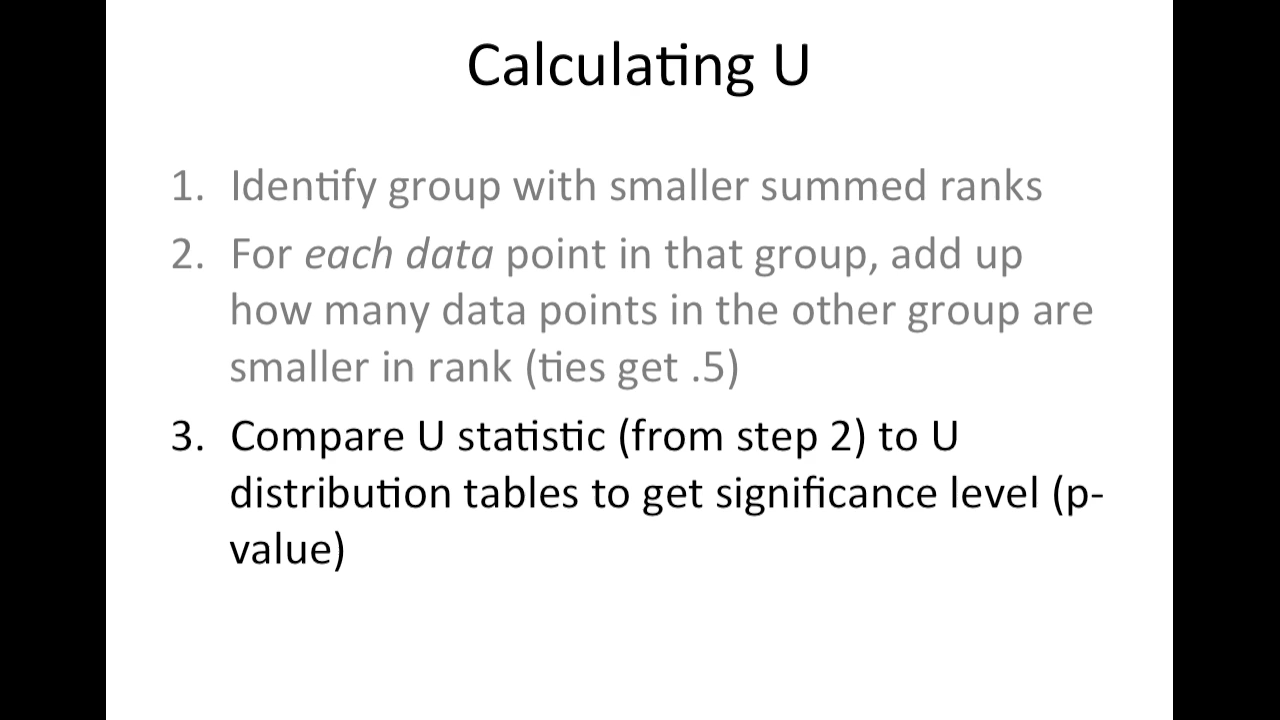 Calculating U
1. Identify group with smaller summed ranks
2. For each data point in that group, add up
how many data points in the other group are
smaller in rank (ties get .5)
3. Compare U statistic (from step 2) to U
distribution tables to get significance level (p-
value)